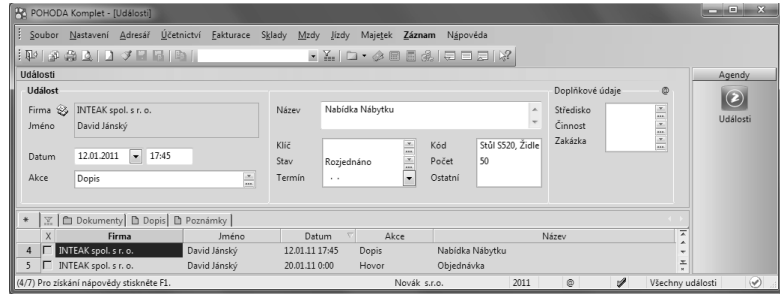 POHODA Komplet - [Události]
Soubor Nastavení Adresář Účetnictví Fakturace Sklady Mzdy Jízdy Majetek Záznam Nápověda
Události
Agendy
Událost
Doplňkové údaje @
Firma INTEAK spol. s r. o.
Název Nabídka Nábytku
Středisko
Události
Jméno David Jánský
Činnost
Klíč
Kód Stůl S520, Židle
Zakázka
Datum 12.01.2011 17:45
Stav Rozjednáno
Počet 50
Akce Dopis
Termín . .
Ostatní
* Dokumenty Dopis Poznámky
X Firma Jméno Datum Akce Název
4 INTEAK spol. s r. o. David Jánský 12.01.11 17:45 Dopis Nabídka Nábytku
5 INTEAK spol. s r. o. David Jánský 20.01.11 0:00 Hovor Objednávka
(4/7) Pro získání nápovědy stiskněte F1. Novák s.r.o. 2011 @ Všechny události